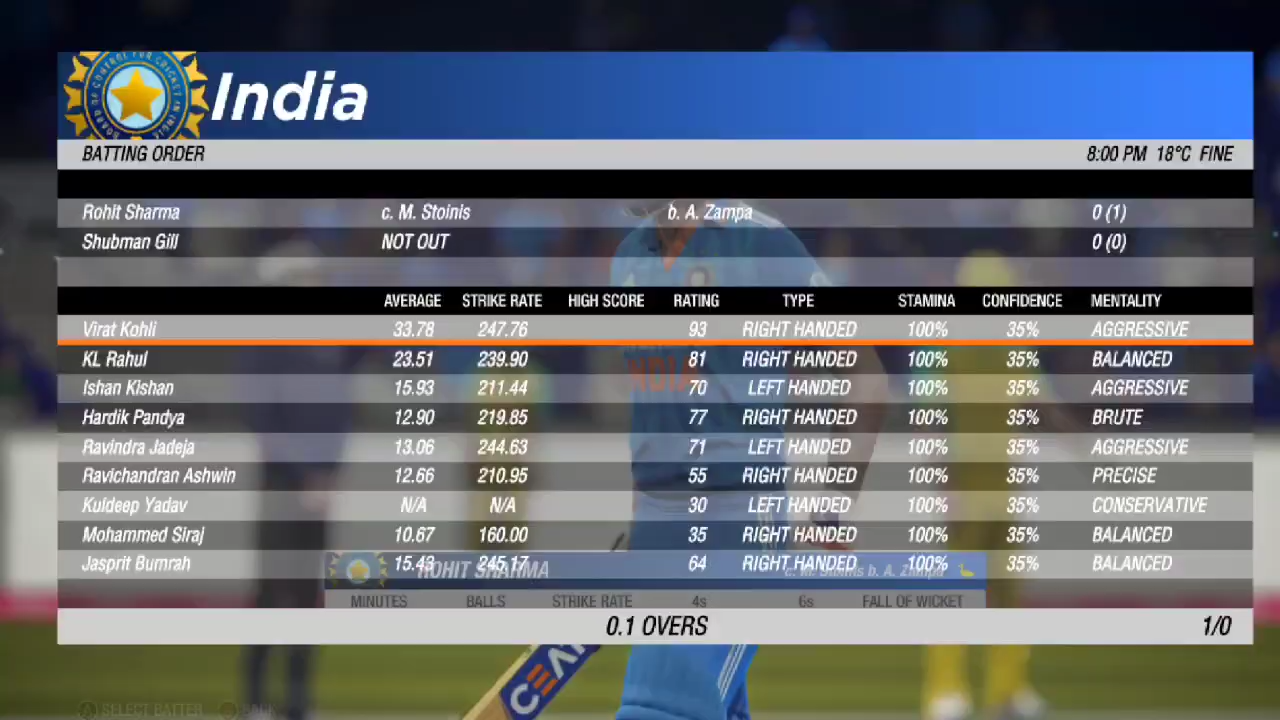 India
BATTING ORDER 8:00 PM 18°C FINE
Rohit Sharma c. M. Stoinis b. A. Zampa 0 (1)
Shubman Gill NOT OUT 0 (0)
AVERAGE STRIKE RATE HIGH SCORE RATING TYPE STAMINA CONFIDENCE MENTALITY
Virat Kohli 33.78 247.76 93 RIGHT HANDED 100% 35% AGGRESSIVE
KL Rahul 23.51 239.90 81 RIGHT HANDED 100% 35% BALANCED
Ishan Kishan 15.93 211.44 70 LEFT HANDED 100% 35% AGGRESSIVE
Hardik Pandya 12.90 219.85 77 RIGHT HANDED 100% 35% BRUTE
Ravindra Jadeja 13.06 244.63 71 LEFT HANDED 100% 35% AGGRESSIVE
Ravichandran Ashwin 12.66 210.95 55 RIGHT HANDED 100% 35% PRECISE
Kuldeep Yadav N/A N/A 30 LEFT HANDED 100% 35% CONSERVATIVE
Mohammed Siraj 10.67 160.00 35 RIGHT HANDED 100% 35% BALANCED
Jasprit Bumrah 15.43 245.17 64 RIGHT HANDED 100% 35% BALANCED
ROHIT SHARMA c. M. Stoinis b. A. Zampa
MINUTES BALLS STRIKE RATE 4s 6s FALL OF WICKET
0.1 OVERS 1/0
INDIA
CEAT
SELECT BATTER BACK